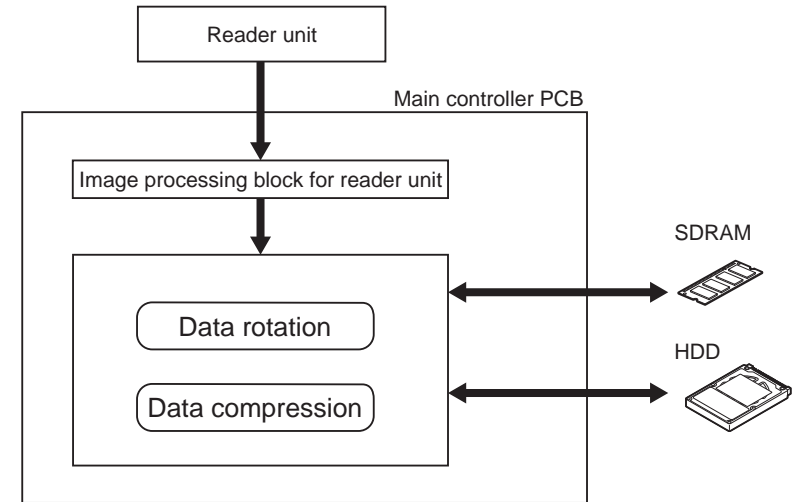 Reader unit
Main controller PCB
Image processing block for reader unit
SDRAM
Data rotation
HDD
Data compression